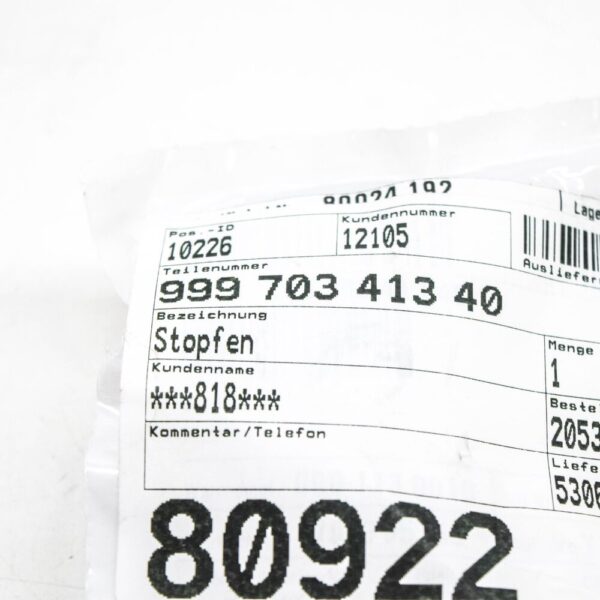 80024 192
Lage
Pos.-ID
10226
Kundennummer
12105
Ausliefer
Teilenummer
999 703 413 40
Bezeichnung
Stopfen
Menge
1
Kundenname
***818***
Beste
2053
Kommentar/Telefon
Liefe
5306
80922